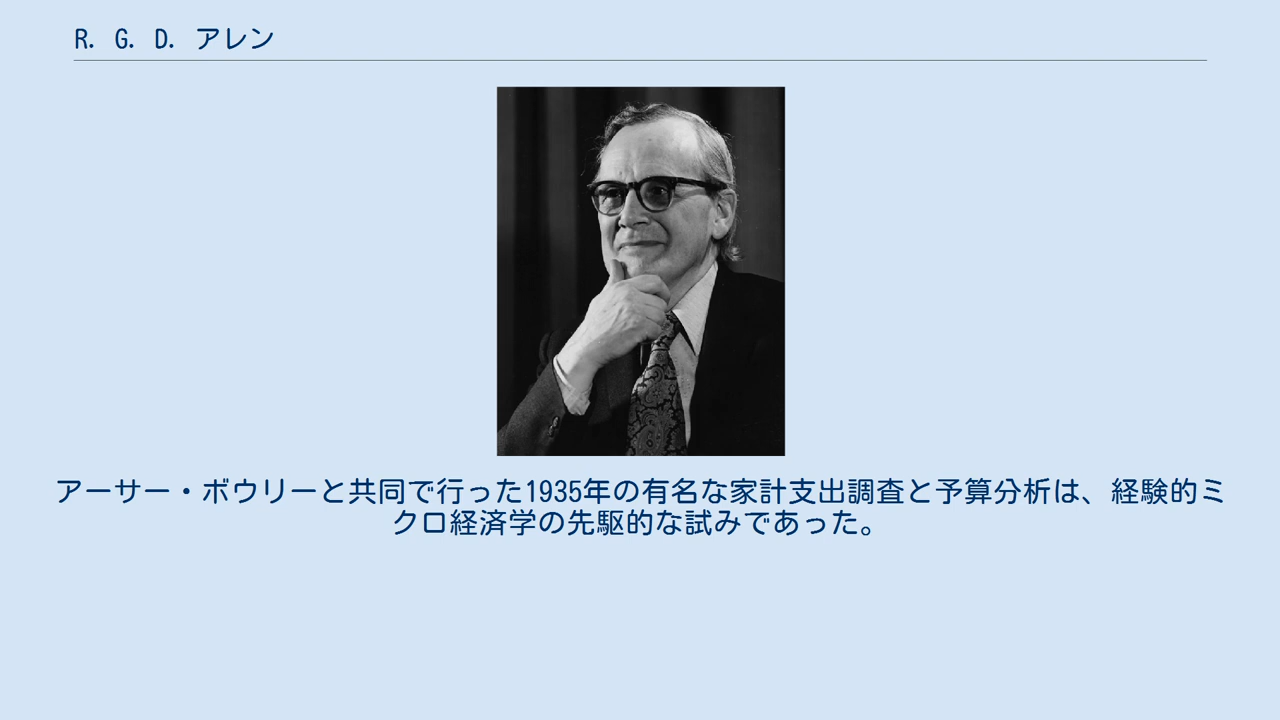 R. G. D. アレン
アーサー・ボウリーと共同で行った1935年の有名な家計支出調査と予算分析は、経験的ミ
クロ経済学の先駆的な試みであった。